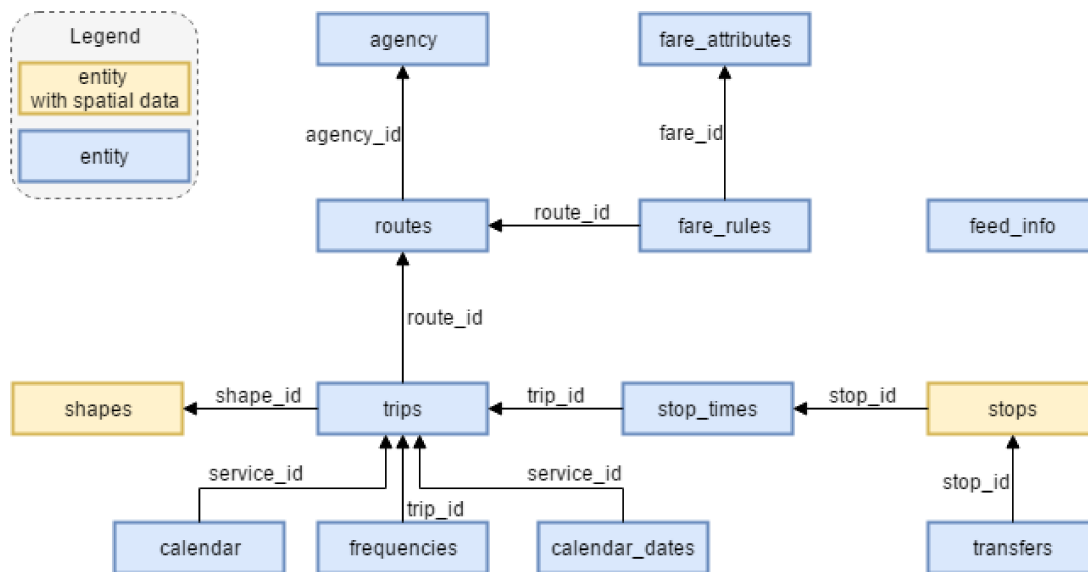 Legend
entity
with spatial data
entity
agency
fare_attributes
agency_id
fare_id
routes
route_id
fare_rules
feed_info
route_id
shapes
shape_id
trips
trip_id
stop_times
stop_id
stops
service_id
trip_id
service_id
stop_id
calendar
frequencies
calendar_dates
transfers